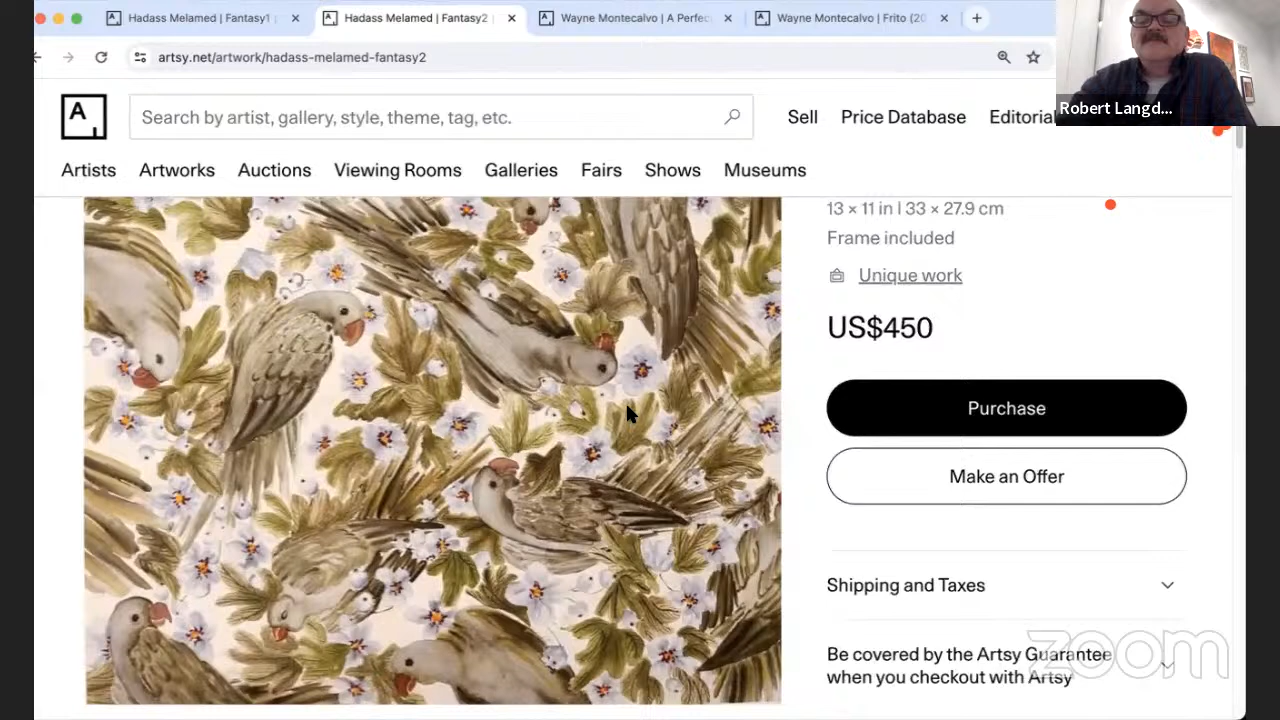 Hadass Melamed | Fantasy1
Hadass Melamed | Fantasy2
Wayne Montecalvo | A Perfec
Wayne Montecalvo | Frito (20
artsy.net/artwork/hadass-melamed-fantasy2
Robert Langd...
A
Search by artist, gallery, style, theme, tag, etc.
Sell
Price Database
Editorial
Artists
Artworks
Auctions
Viewing Rooms
Galleries
Fairs
Shows
Museums
13 × 11 in | 33 × 27.9 cm
Frame included
Unique work
US$450
Purchase
Make an Offer
Shipping and Taxes
Be covered by the Artsy Guarantee
when you checkout with Artsy
zoom